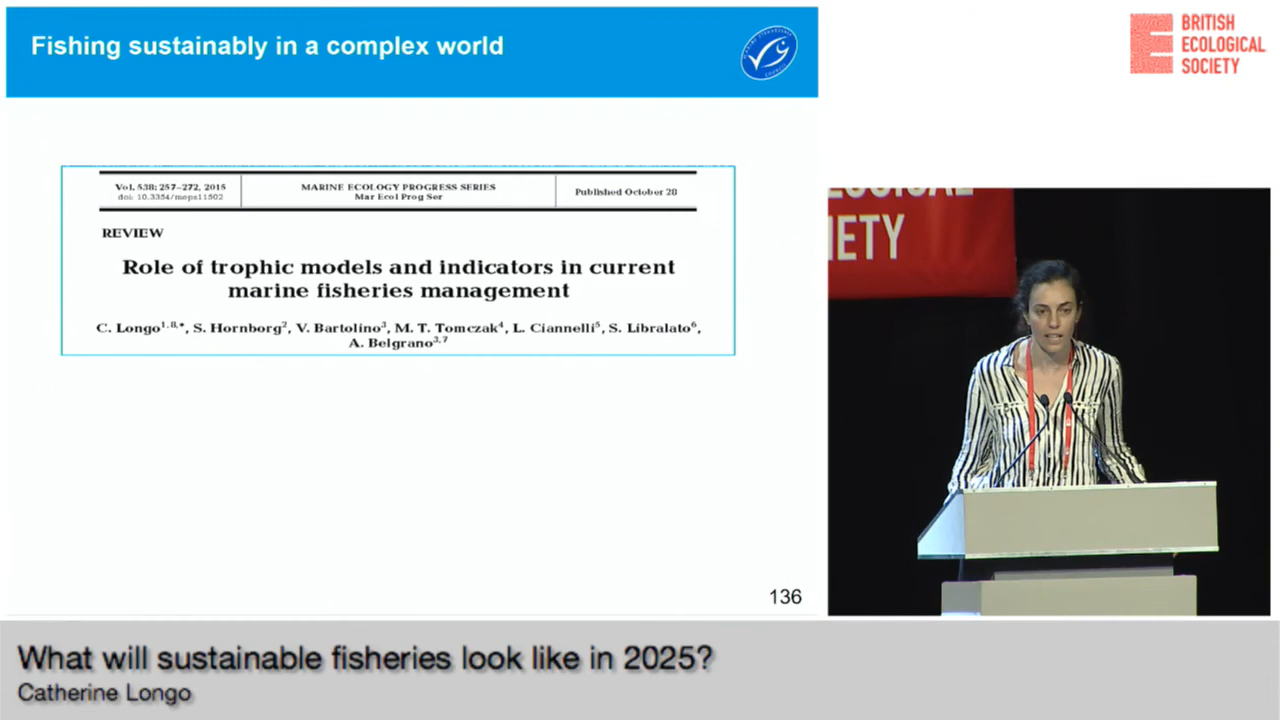 Fishing sustainably in a complex world
BRITISH
ECOLOGICAL
SOCIETY
Vol. 538: 257–272, 2015
doi: 10.3354/meps11502
MARINE ECOLOGY PROGRESS SERIES
Mar Ecol Prog Ser
Published October 28
REVIEW
Role of trophic models and indicators in current
marine fisheries management
C. Longo1,8,*, S. Hornborg2, V. Bartolino3, M. T. Tomczak4, L. Ciannelli5, S. Libralato6,
A. Belgrano3,7
136
What will sustainable fisheries look like in 2025?
Catherine Longo